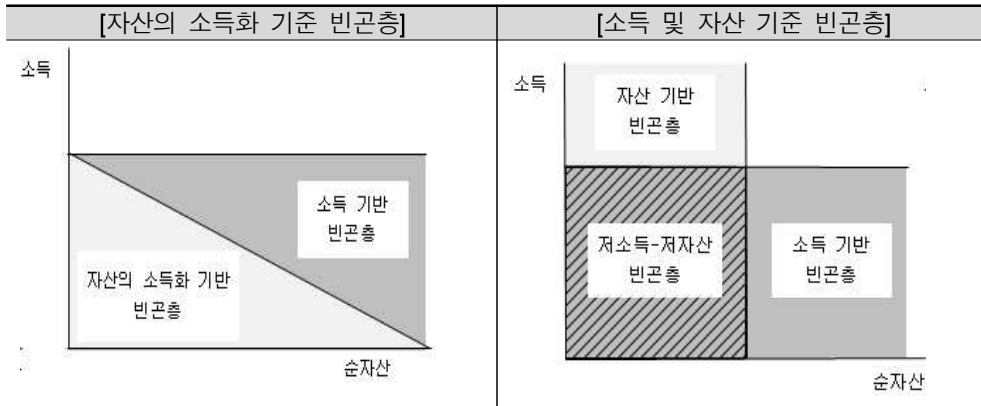 [자산의 소득화 기준 빈곤층]
[소득 및 자산 기준 빈곤층]
소득
소득 기반
빈곤층
자산의 소득화 기반
빈곤층
순자산
소득
자산 기반
빈곤층
저소득-저자산
빈곤층
소득 기반
빈곤층
순자산